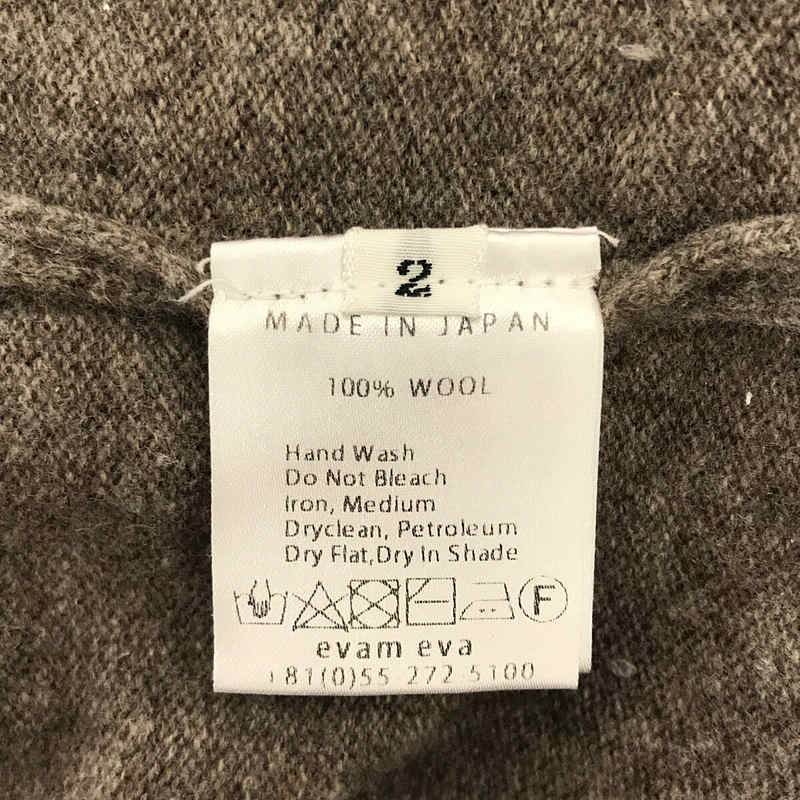 2
MADE IN JAPAN
100% WOOL
Hand Wash
Do Not Bleach
Iron, Medium
Dryclean, Petroleum
Dry Flat,Dry In Shade
F
evam eva
+81(0)55 272 5100